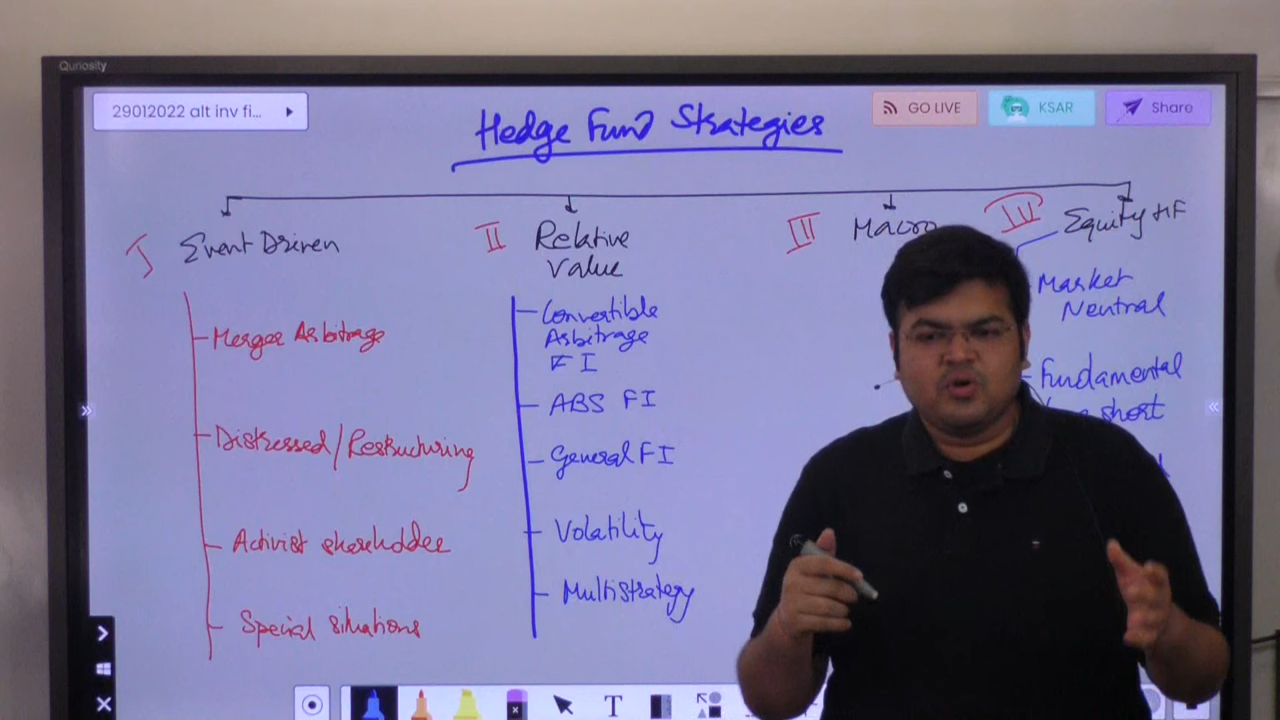 Quriosity
29012022 alt inv fi...
Hedge Fund Strategies
GO LIVE
KSAR
Share
I Event Driven
Merger Arbitrage
Distressed/Restructuring
Activist shareholder
Special situations
II Relative
Value
Convertible
Arbitrage
FI
ABS FI
General FI
Volatility
Multistrategy
III Macro
IV Equity HF
Market
Neutral
Fundamental
short
T